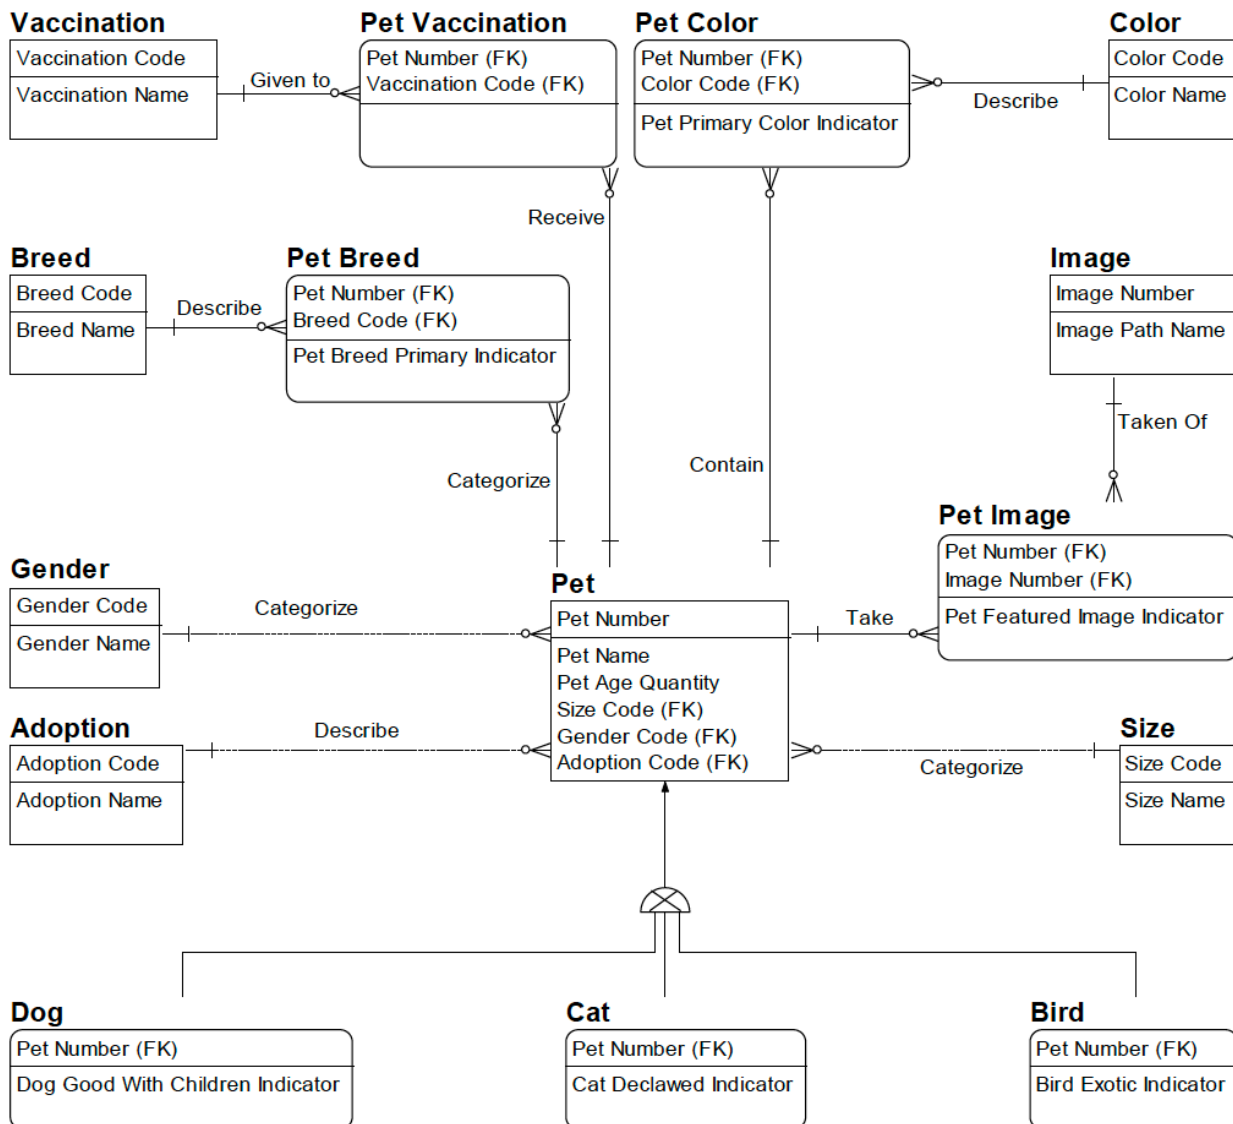 Vaccination
Vaccination Code
Vaccination Name
Given to
Pet Vaccination
Pet Number (FK)
Vaccination Code (FK)
Pet Color
Pet Number (FK)
Color Code (FK)
Pet Primary Color Indicator
Describe
Color
Color Code
Color Name
Receive
Breed
Breed Code
Breed Name
Describe
Pet Breed
Pet Number (FK)
Breed Code (FK)
Pet Breed Primary Indicator
Image
Image Number
Image Path Name
Taken Of
Categorize
Contain
Pet Image
Pet Number (FK)
Image Number (FK)
Pet Featured Image Indicator
Gender
Gender Code
Gender Name
Categorize
Pet
Pet Number
Pet Name
Pet Age Quantity
Size Code (FK)
Gender Code (FK)
Adoption Code (FK)
Take
Adoption
Adoption Code
Adoption Name
Describe
Categorize
Size
Size Code
Size Name
Dog
Pet Number (FK)
Dog Good With Children Indicator
Cat
Pet Number (FK)
Cat Declawed Indicator
Bird
Pet Number (FK)
Bird Exotic Indicator